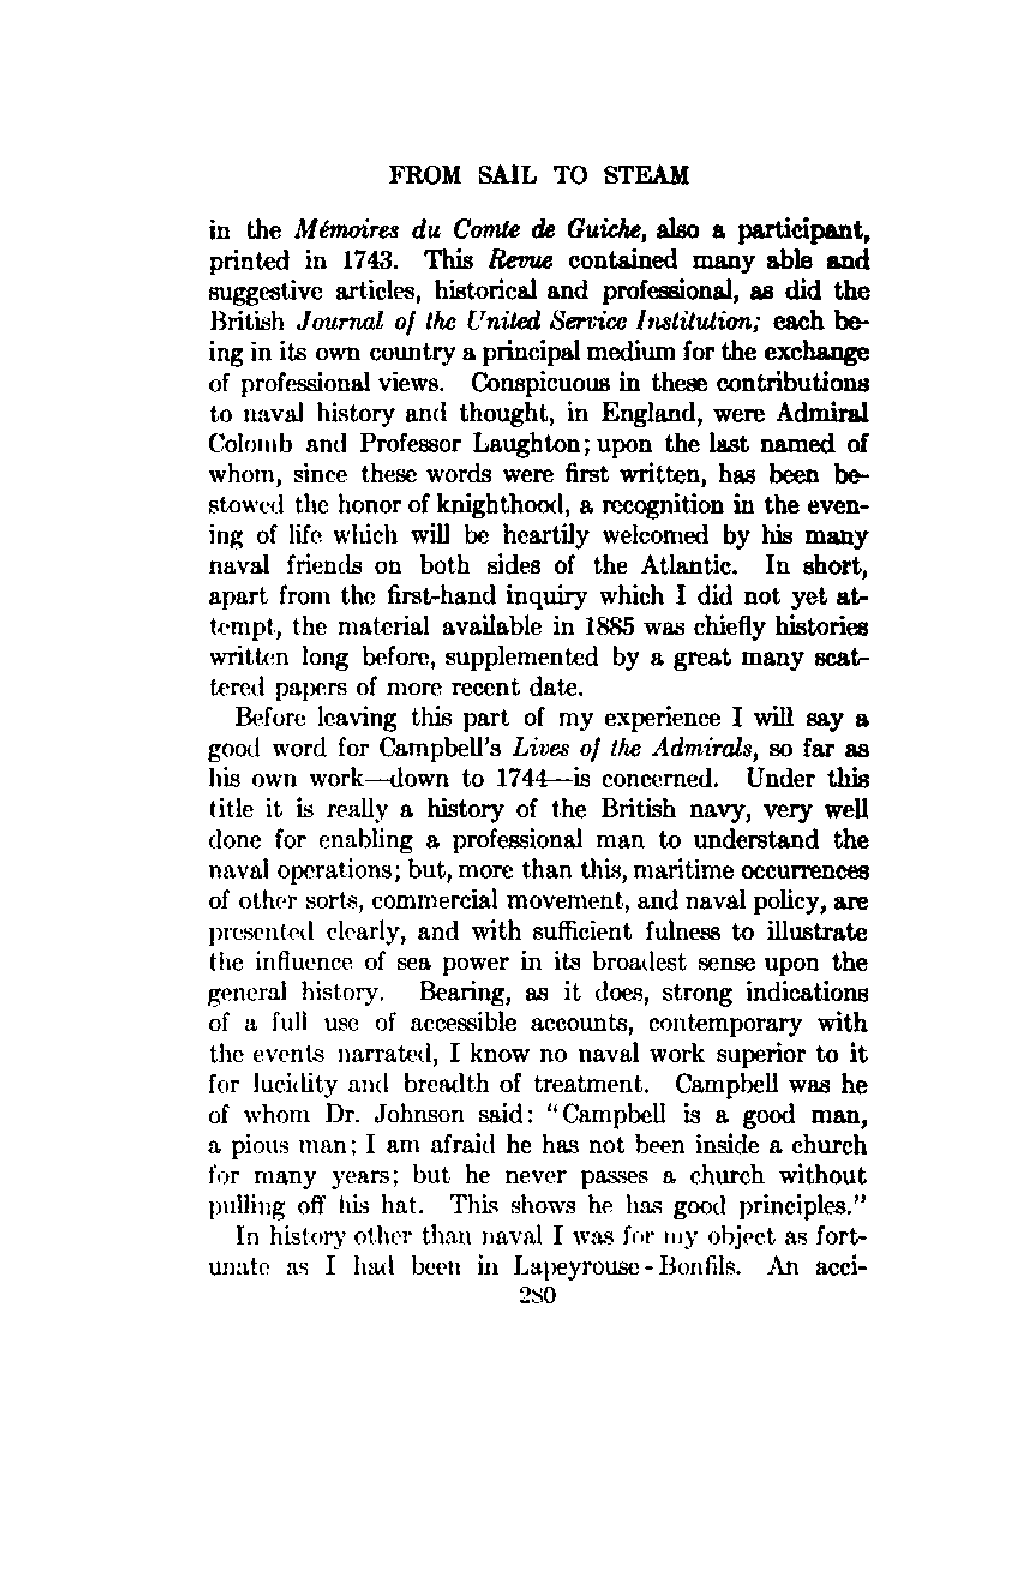 FROM SAIL TO STEAM
in the Mémoires du Comte de Guiche, also a participant,
printed in 1743. This Revue contained many able and
suggestive articles, historical and professional, as did the
British Journal of the United Service Institution; each be-
ing in its own country a principal medium for the exchange
of professional views. Conspicuous in these contributions
to naval history and thought, in England, were Admiral
Colomb and Professor Laughton; upon the last named of
whom, since these words were first written, has been be-
stowed the honor of knighthood, a recognition in the even-
ing of life which will be heartily welcomed by his many
naval friends on both sides of the Atlantic. In short,
apart from the first-hand inquiry which I did not yet at-
tempt, the material available in 1885 was chiefly histories
written long before, supplemented by a great many scat-
tered papers of more recent date.
Before leaving this part of my experience I will say a
good word for Campbell's Lives of the Admirals, so far as
his own work—down to 1744—is concerned. Under this
title it is really a history of the British navy, very well
done for enabling a professional man to understand the
naval operations; but, more than this, maritime occurrences
of other sorts, commercial movement, and naval policy, are
presented clearly, and with sufficient fulness to illustrate
the influence of sea power in its broadest sense upon the
general history. Bearing, as it does, strong indications
of a full use of accessible accounts, contemporary with
the events narrated, I know no naval work superior to it
for lucidity and breadth of treatment. Campbell was he
of whom Dr. Johnson said: "Campbell is a good man,
a pious man; I am afraid he has not been inside a church
for many years; but he never passes a church without
pulling off his hat. This shows he has good principles."
In history other than naval I was for my object as fort-
unate as I had been in Lapeyrouse-Bonfils. An acci-
280